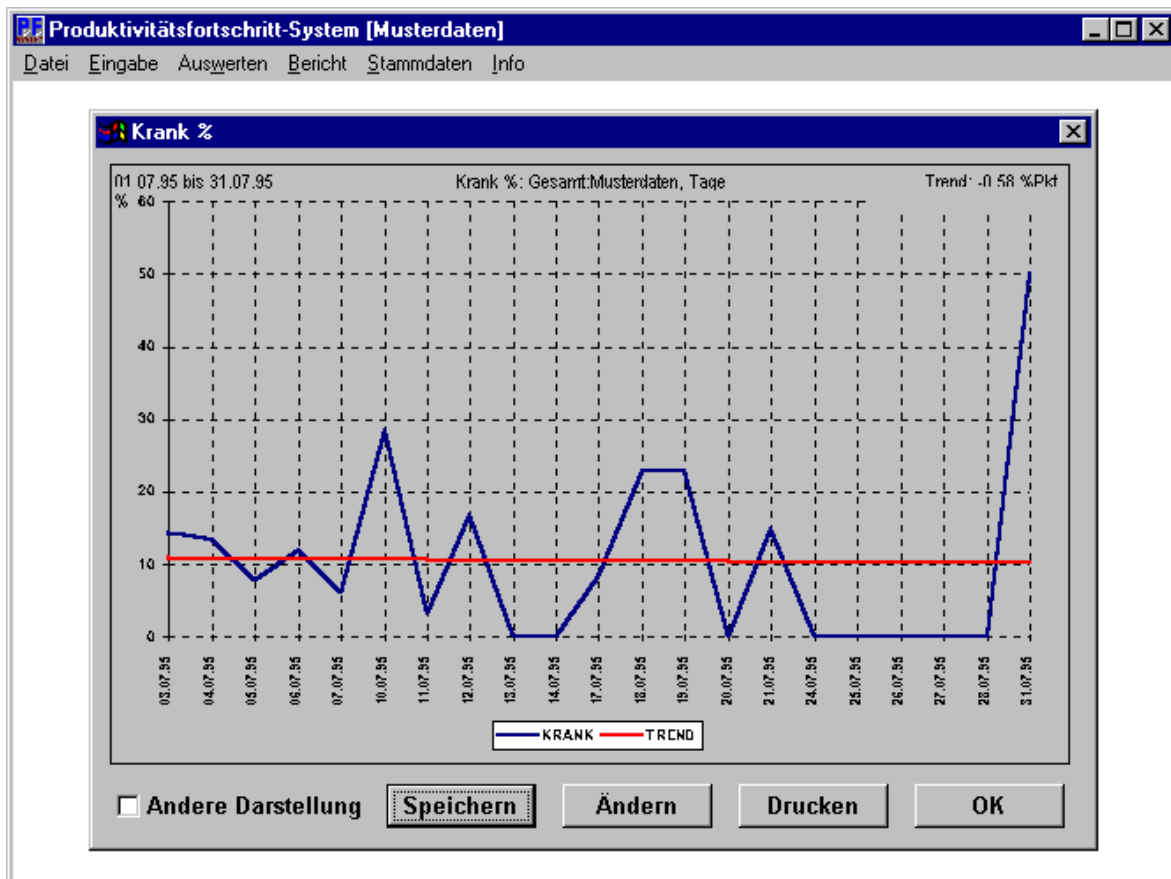 Produktivitätsfortschritt-System [Musterdaten]
Datei Eingabe Auswerten Bericht Stammdaten Info
Krank %
01.07.95 bis 31.07.95 Krank %: Gesamt:Musterdaten, Tage Trend: -0.58 %Pkt
% 60
50
40
30
20
10
0
03.07.95 04.07.95 05.07.95 06.07.95 07.07.95 10.07.95 11.07.95 12.07.95 13.07.95 14.07.95 17.07.95 18.07.95 19.07.95 20.07.95 21.07.95 24.07.95 25.07.95 26.07.95 27.07.95 28.07.95 31.07.95
KRANK TREND
Andere Darstellung Speichern Ändern Drucken OK